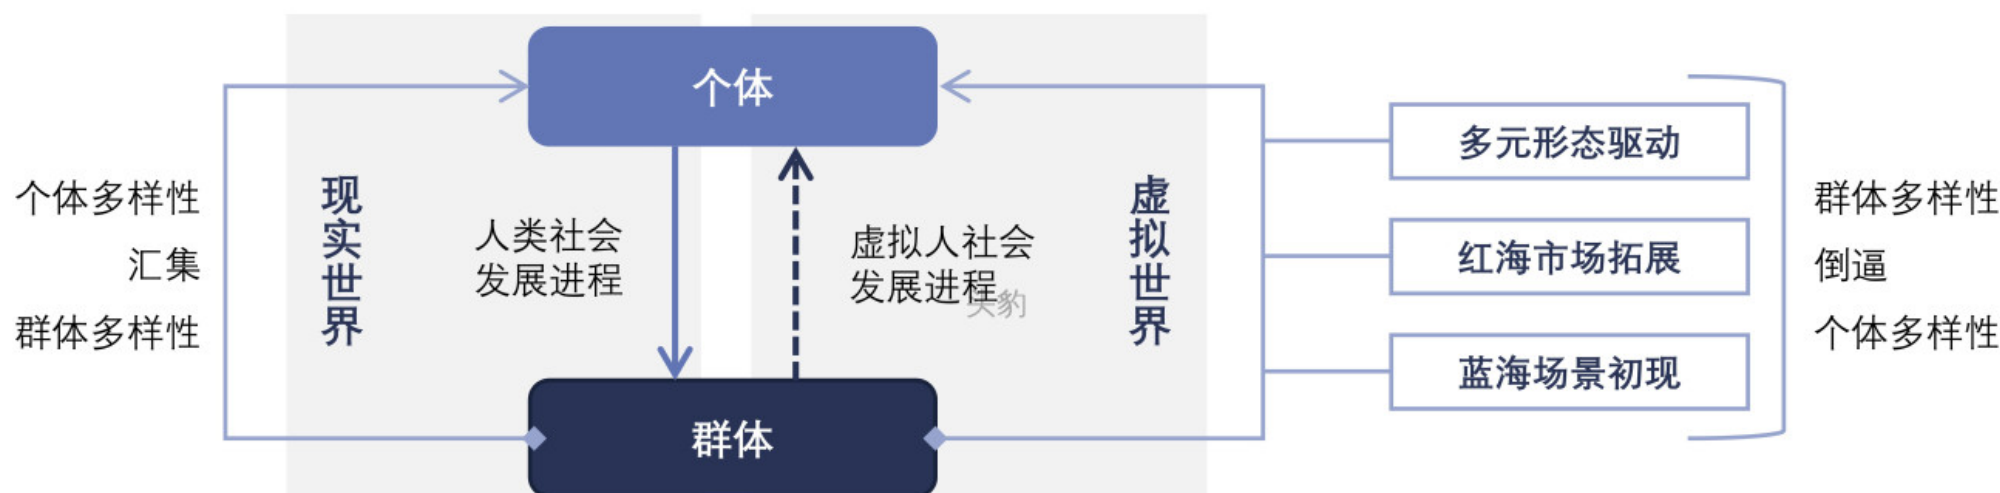 个体
多元形态驱动
个体多样性
汇集
群体多样性
现实世界
人类社会
发展进程
虚拟人社会
发展进程
头豹
虚拟世界
红海市场拓展
群体多样性
倒逼
个体多样性
蓝海场景初现
群体